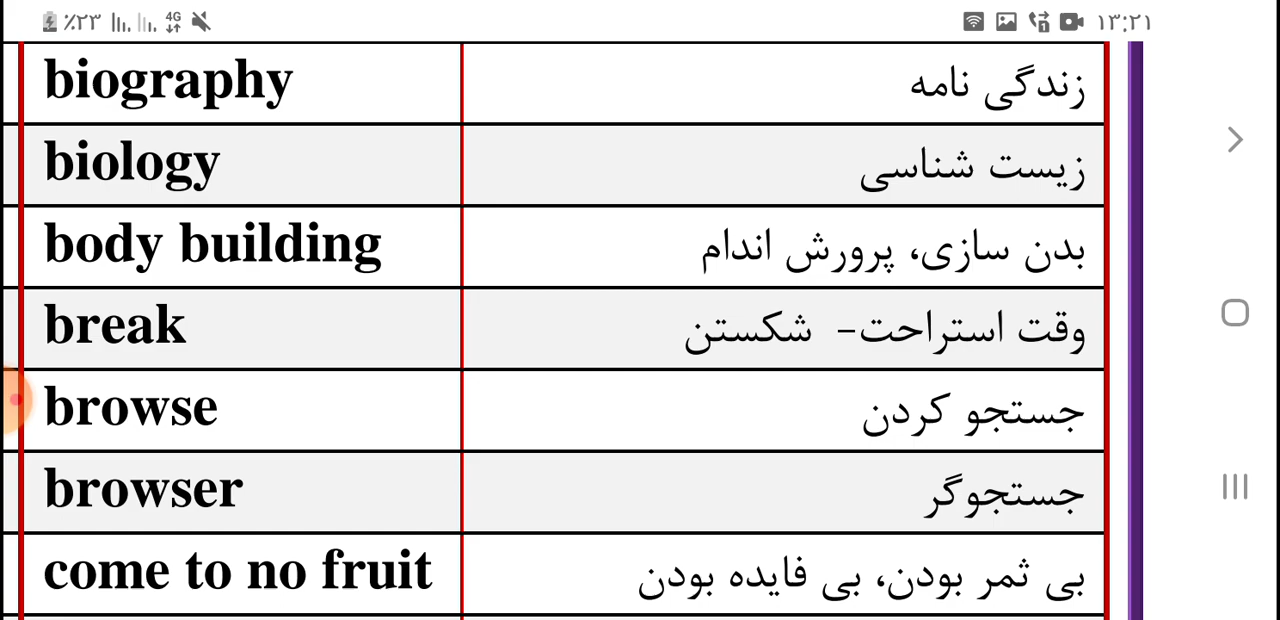 ٪۲۳ 4G ۱۳:۲۱
biography زندگی نامه
biology زیست شناسی
body building بدن سازی، پرورش اندام
break وقت استراحت- شکستن
browse جستجو کردن
browser جستجوگر
come to no fruit بی ثمر بودن، بی فایده بودن